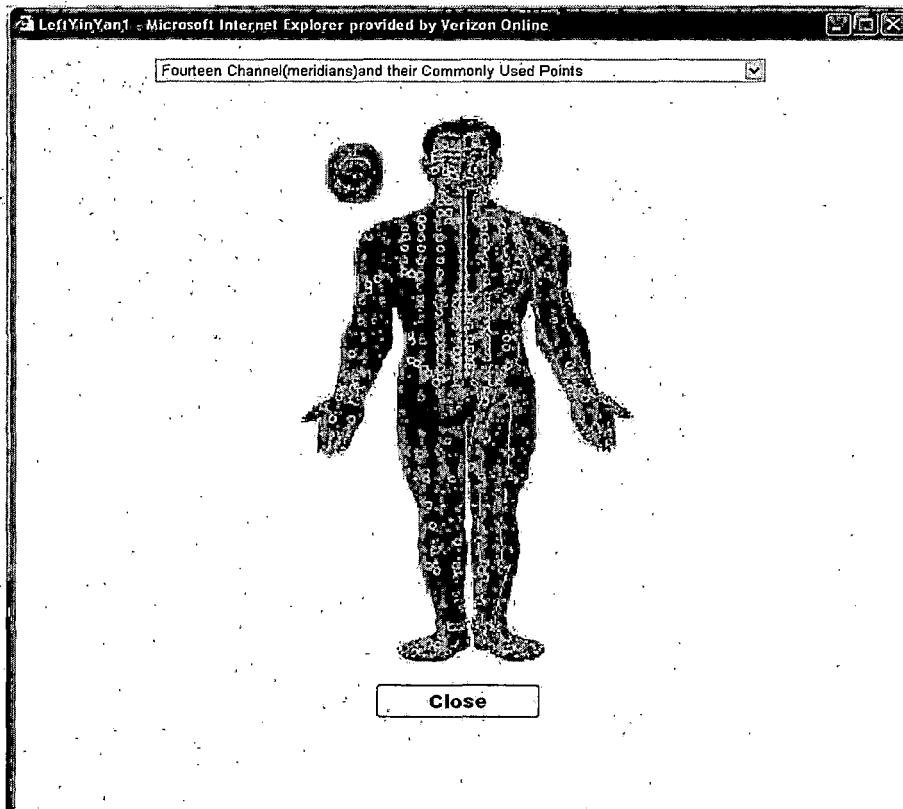 LeftYinYan1 - Microsoft Internet Explorer provided by Verizon Online
Fourteen Channel(meridians)and their Commonly Used Points
Close